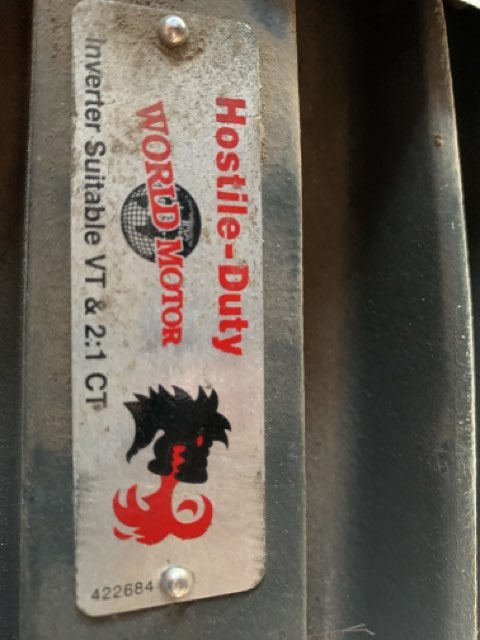 Hostile-Duty
WORLD MOTOR
Inverter Suitable VT & 2:1 CT
422684